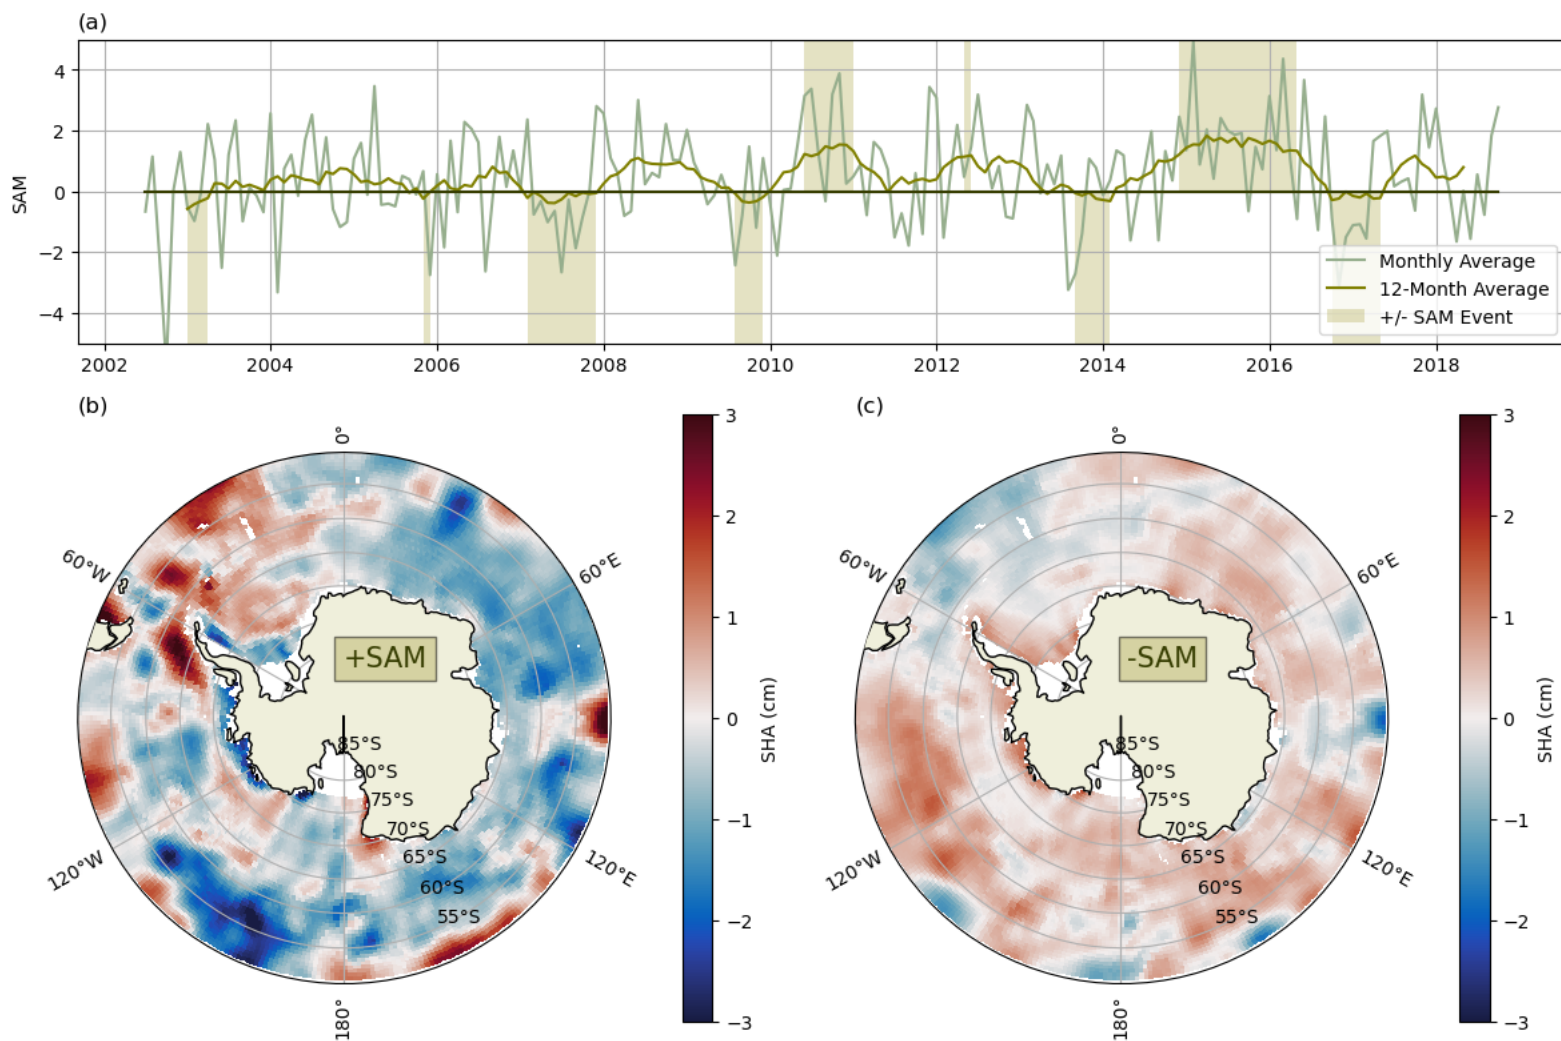 (a)
SAM
4
2
0
−2
−4
2002 2004 2006 2008 2010 2012 2014 2016 2018
Monthly Average
12-Month Average
+/- SAM Event
(b)
0°
60°E
120°E
180°
120°W
60°W
+SAM
85°S
80°S
75°S
70°S
65°S
60°S
55°S
3
2
1
0
−1
−2
−3
SHA (cm)
(c)
0°
60°E
120°E
180°
120°W
60°W
-SAM
85°S
80°S
75°S
70°S
65°S
60°S
55°S
3
2
1
0
−1
−2
−3
SHA (cm)